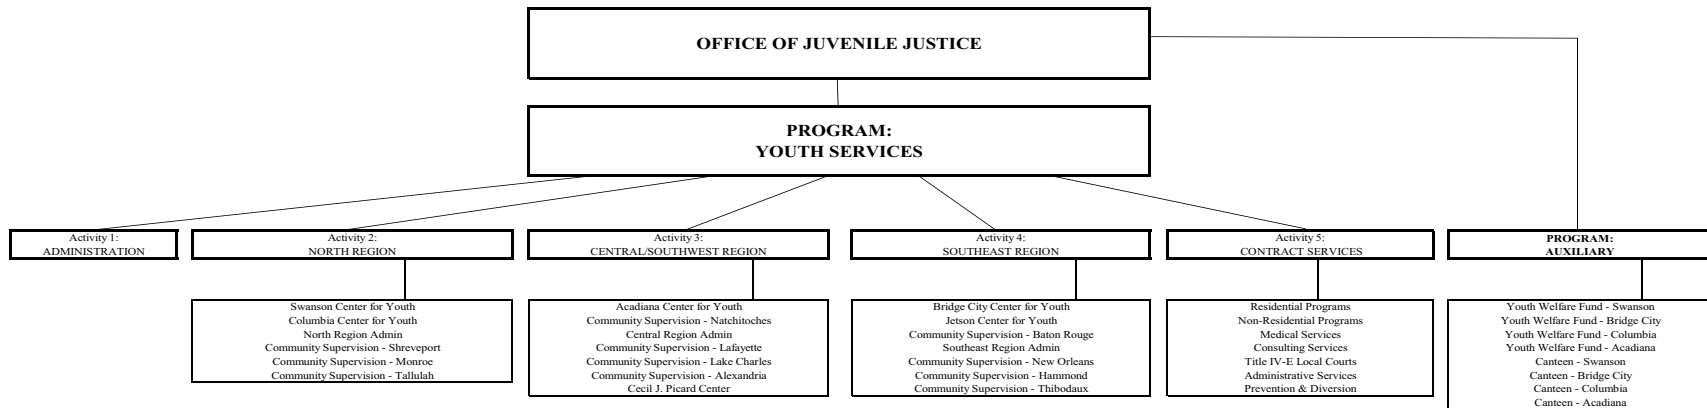 OFFICE OF JUVENILE JUSTICE
PROGRAM:
YOUTH SERVICES
Activity 1:
ADMINISTRATION
Activity 2:
NORTH REGION
Swanson Center for Youth
Columbia Center for Youth
North Region Admin
Community Supervision - Shreveport
Community Supervision - Monroe
Community Supervision - Tallulah
Activity 3:
CENTRAL/SOUTHWEST REGION
Acadiana Center for Youth
Community Supervision - Natchitoches
Central Region Admin
Community Supervision - Lafayette
Community Supervision - Lake Charles
Community Supervision - Alexandria
Cecil J. Picard Center
Activity 4:
SOUTHEAST REGION
Bridge City Center for Youth
Jetson Center for Youth
Community Supervision - Baton Rouge
Southeast Region Admin
Community Supervision - New Orleans
Community Supervision - Hammond
Community Supervision - Thibodaux
Activity 5:
CONTRACT SERVICES
Residential Programs
Non-Residential Programs
Medical Services
Consulting Services
Title IV-E Local Courts
Administrative Services
Prevention & Diversion
PROGRAM:
AUXILIARY
Youth Welfare Fund - Swanson
Youth Welfare Fund - Bridge City
Youth Welfare Fund - Columbia
Youth Welfare Fund - Acadiana
Canteen - Swanson
Canteen - Bridge City
Canteen - Columbia
Canteen - Acadiana